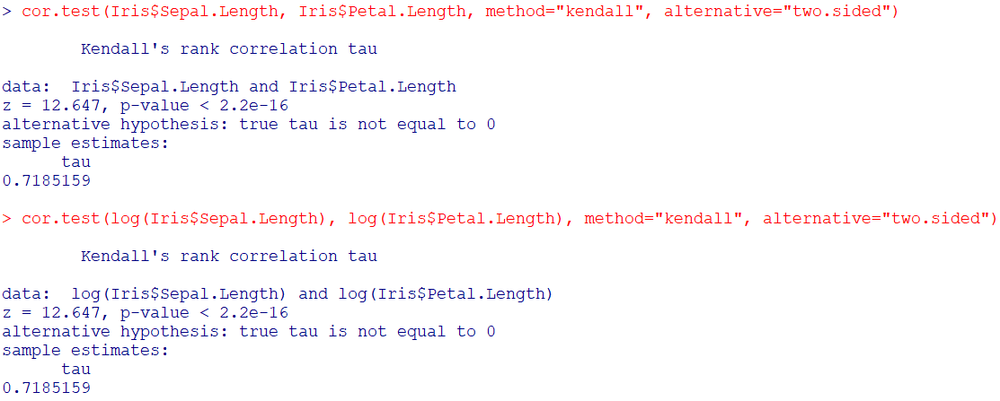 > cor.test(Iris$Sepal.Length, Iris$Petal.Length, method="kendall", alternative="two.sided")
Kendall's rank correlation tau
data:  Iris$Sepal.Length and Iris$Petal.Length
z = 12.647, p-value < 2.2e-16
alternative hypothesis: true tau is not equal to 0
sample estimates:
tau
0.7185159
> cor.test(log(Iris$Sepal.Length), log(Iris$Petal.Length), method="kendall", alternative="two.sided")
Kendall's rank correlation tau
data:  log(Iris$Sepal.Length) and log(Iris$Petal.Length)
z = 12.647, p-value < 2.2e-16
alternative hypothesis: true tau is not equal to 0
sample estimates:
tau
0.7185159